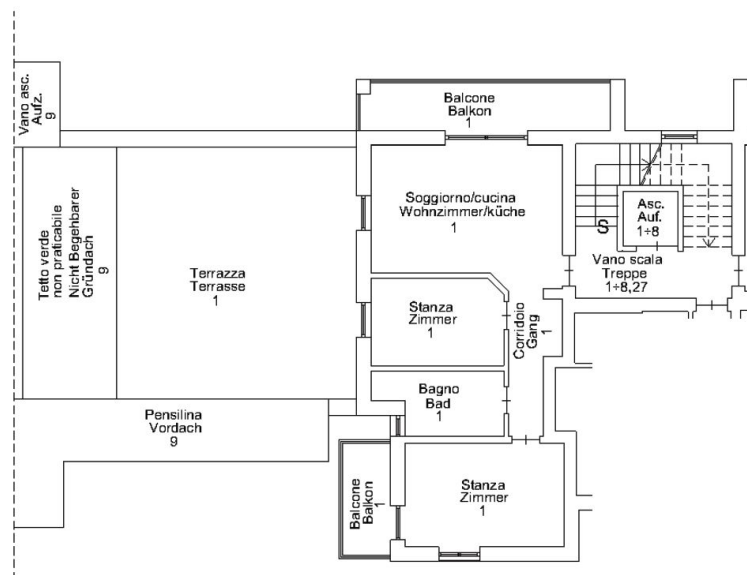 Vano asc.
Aufz.
9
Balcone
Balkon
1
Soggiorno/cucina
Wohnzimmer/küche
1
Asc.
Auf.
1÷8
S
Vano scala
Treppe
1÷8,27
Tetto verde
non praticabile
Nicht Begehbarer
Gründach
9
Terrazza
Terrasse
1
Stanza
Zimmer
1
Corridoio
Gang
1
Bagno
Bad
1
Pensilina
Vordach
9
Balcone
Balkon
1
Stanza
Zimmer
1